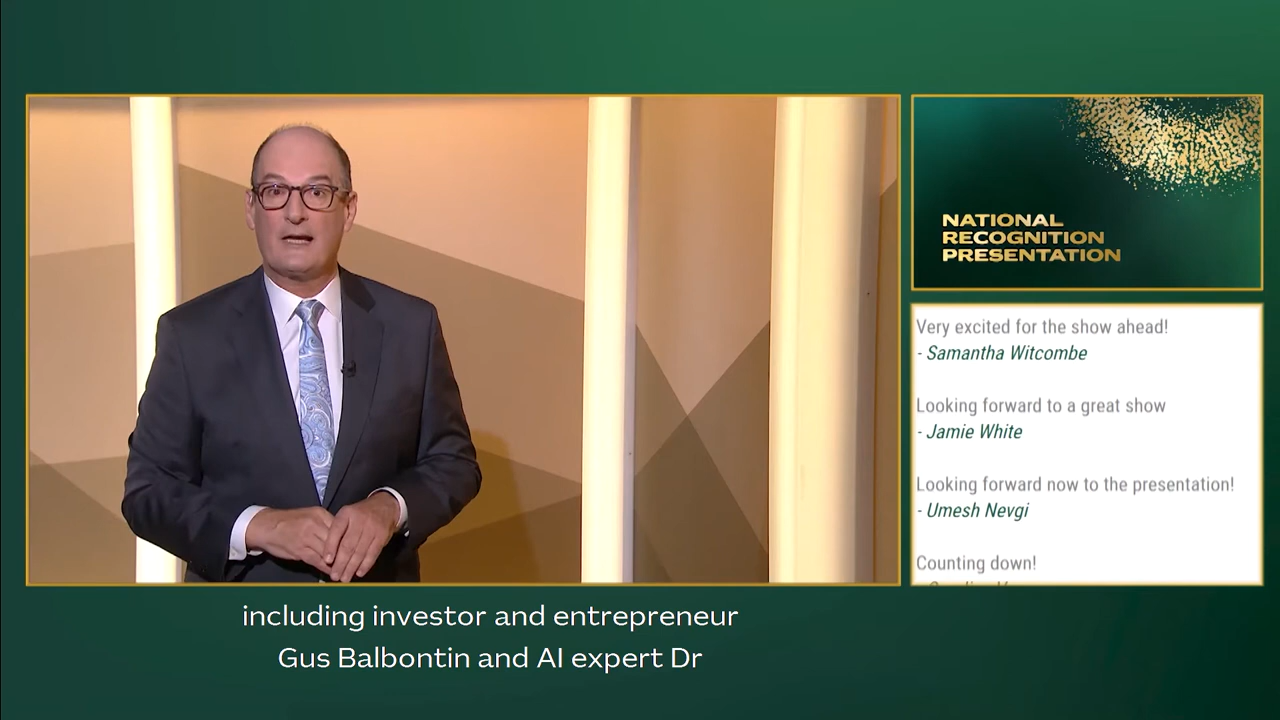 NATIONAL
RECOGNITION
PRESENTATION
Very excited for the show ahead!
- Samantha Witcombe
Looking forward to a great show
- Jamie White
Looking forward now to the presentation!
- Umesh Nevgi
Counting down!
including investor and entrepreneur
Gus Balbontin and AI expert Dr